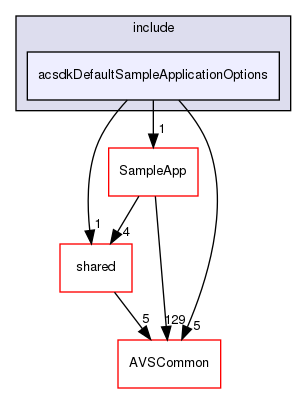 include
acsdkDefaultSampleApplicationOptions
1
SampleApp
1
4
shared
5
129
5
AVSCommon